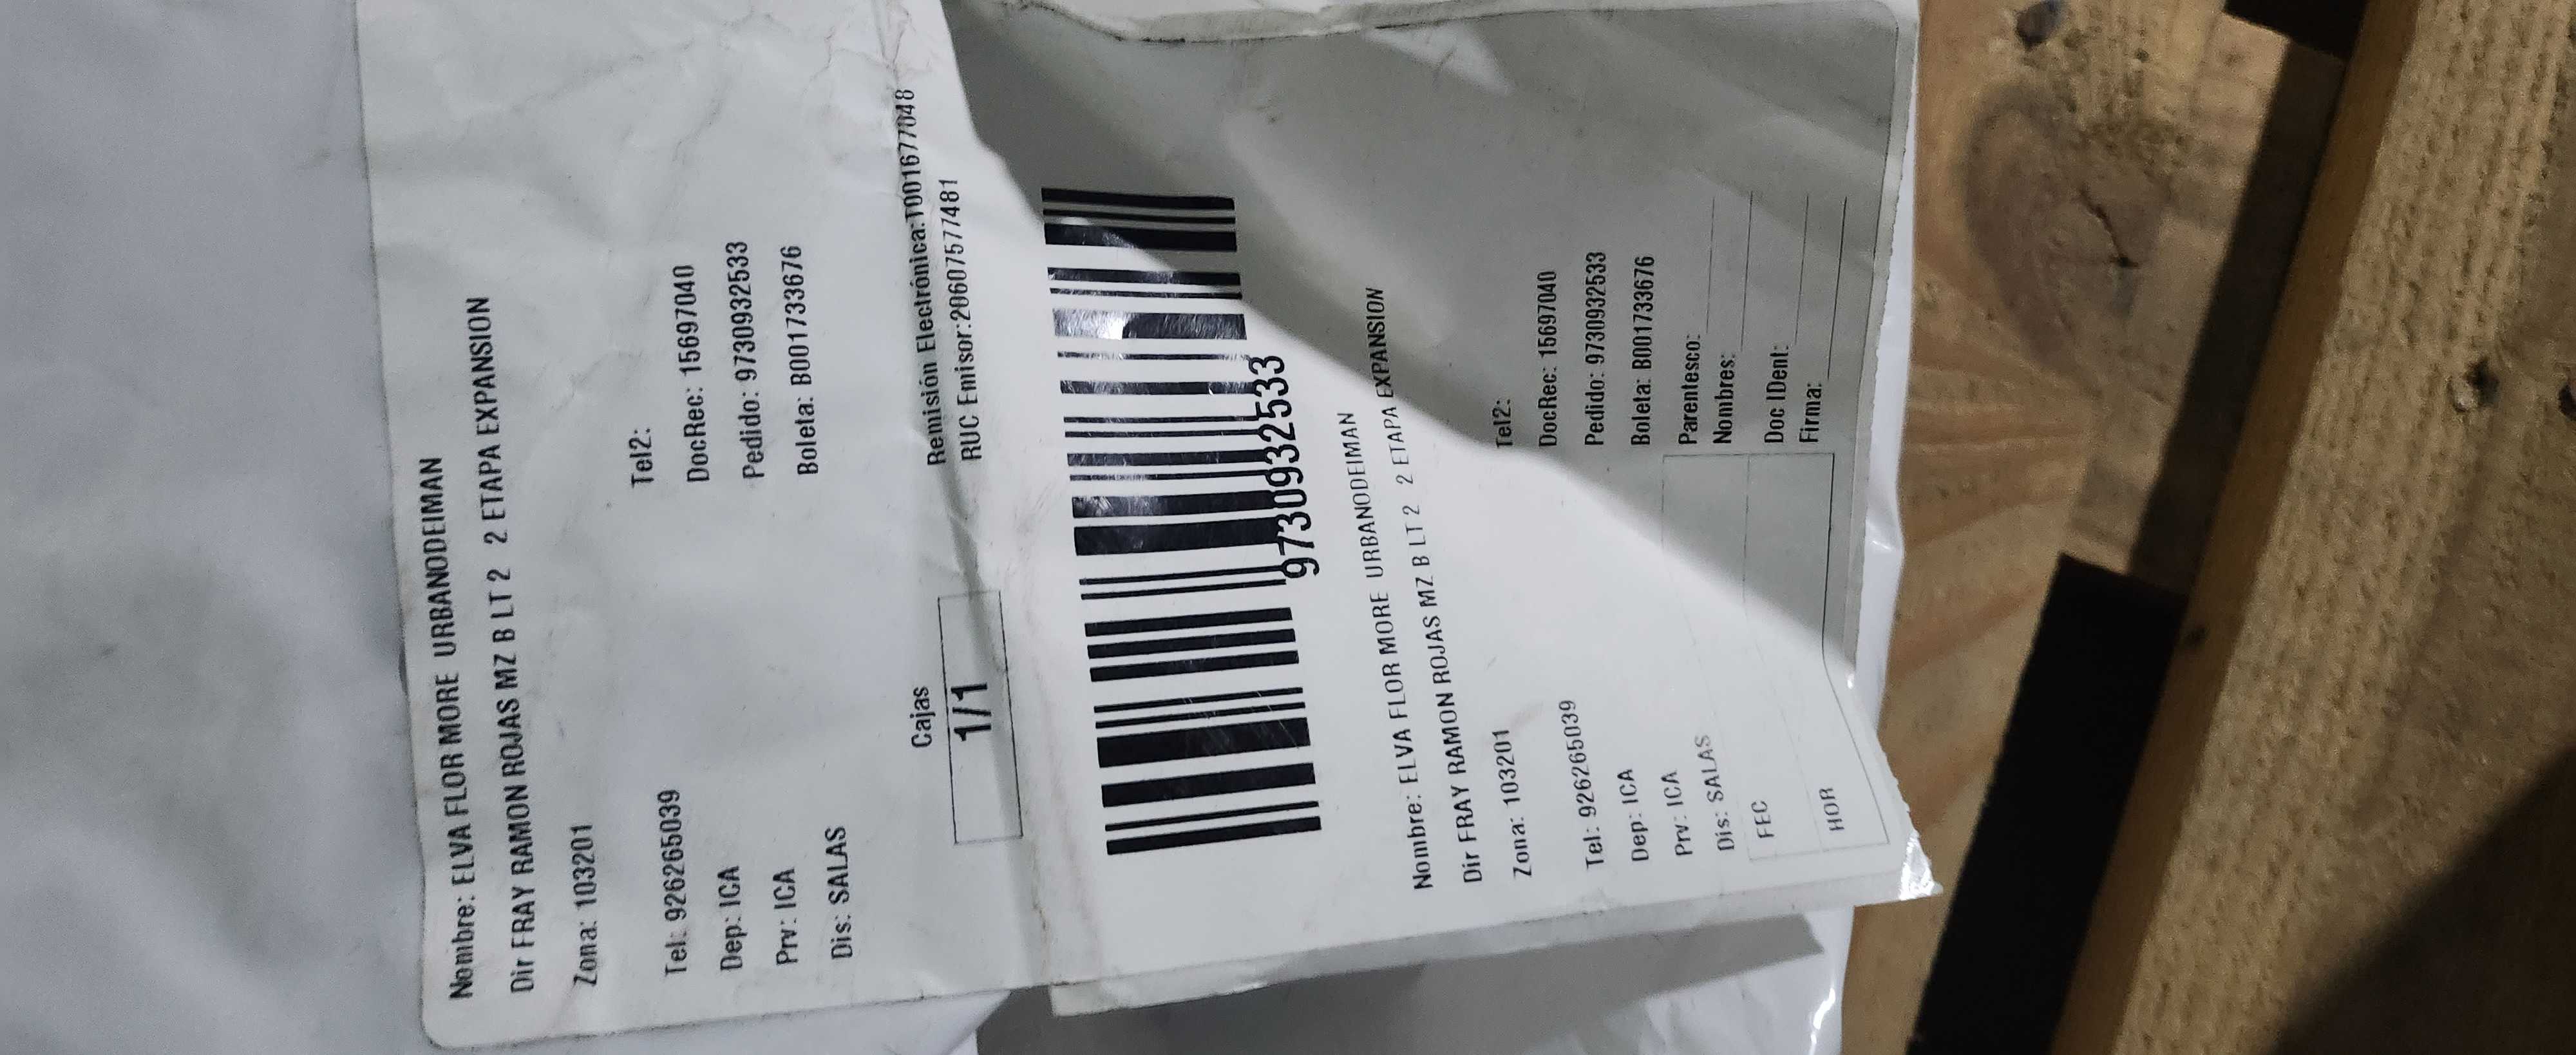 Nombre: ELVA FLOR MORE URBANODEIMAN
Dir FRAY RAMON ROJAS MZ B LT 2 2 ETAPA EXPANSION
Zona: 103201
Tel: 926265039 Tel2:
Dep: ICA DocRec: 15697040
Prv: ICA Pedido: 9730932533
Dis: SALAS Boleta: B001733676
Cajas Remisión Electrónica:T001677048
1/1 RUC Emisor:20607577481
9730932533
Nombre: ELVA FLOR MORE URBANODEIMAN
Dir FRAY RAMON ROJAS MZ B LT 2 2 ETAPA EXPANSION
Zona: 103201
Tel2:
Tel: 926265039 DocRec: 15697040
Dep: ICA Pedido: 9730932533
Prv: ICA Boleta: B001733676
Dis: SALAS Parentesco:
FEC Nombres:
Doc IDent:
HOR Firma: